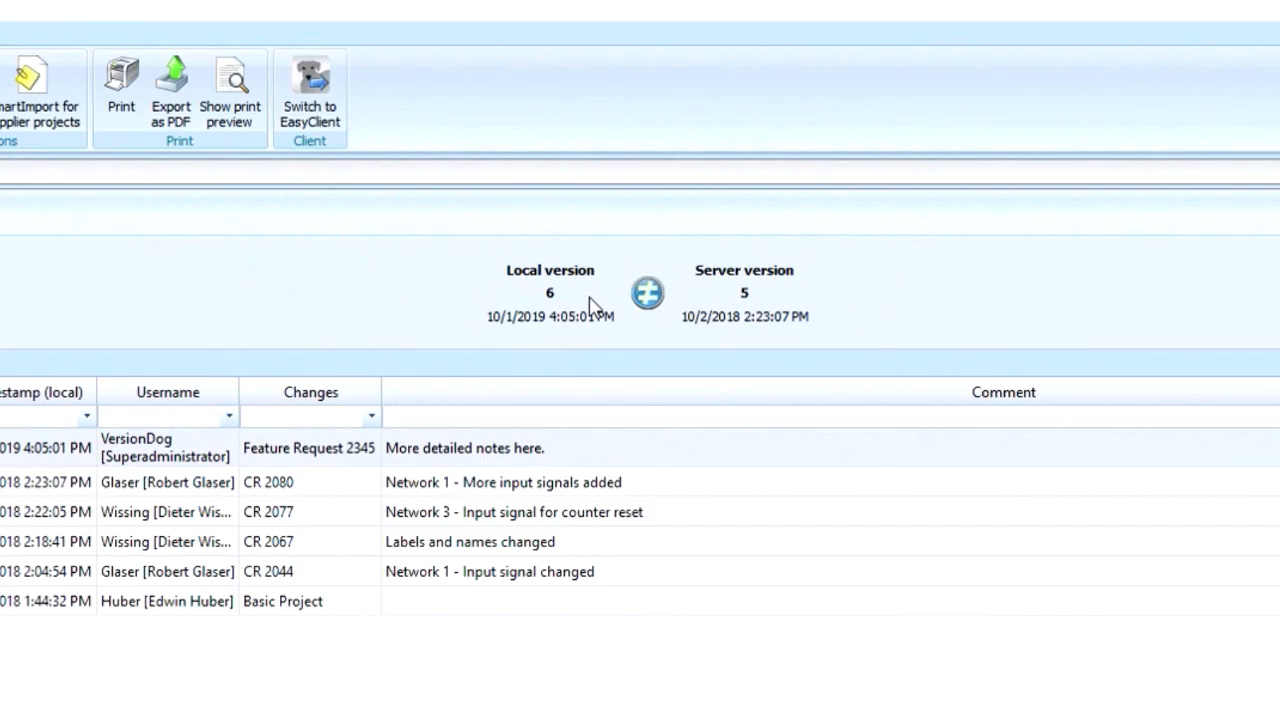 martImport for
pplier projects
ons
Print
Export
as PDF
Show print
preview
Print
Switch to
EasyClient
Client
Local version
6
10/1/2019 4:05:01 PM
Server version
5
10/2/2018 2:23:07 PM
estamp (local) Username Changes Comment
019 4:05:01 PM VersionDog [Superadministrator] Feature Request 2345 More detailed notes here.
018 2:23:07 PM Glaser [Robert Glaser] CR 2080 Network 1 - More input signals added
018 2:22:05 PM Wissing [Dieter Wis... CR 2077 Network 3 - Input signal for counter reset
018 2:18:41 PM Wissing [Dieter Wis... CR 2067 Labels and names changed
018 2:04:54 PM Glaser [Robert Glaser] CR 2044 Network 1 - Input signal changed
018 1:44:32 PM Huber [Edwin Huber] Basic Project